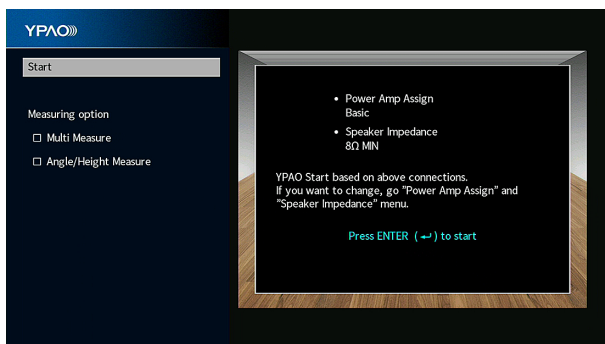 YPAO
Start
Measuring option
Multi Measure
Angle/Height Measure
• Power Amp Assign
Basic
• Speaker Impedance
8Ω MIN
YPAO Start based on above connections.
If you want to change, go "Power Amp Assign" and
"Speaker Impedance" menu.
Press ENTER (↵) to start